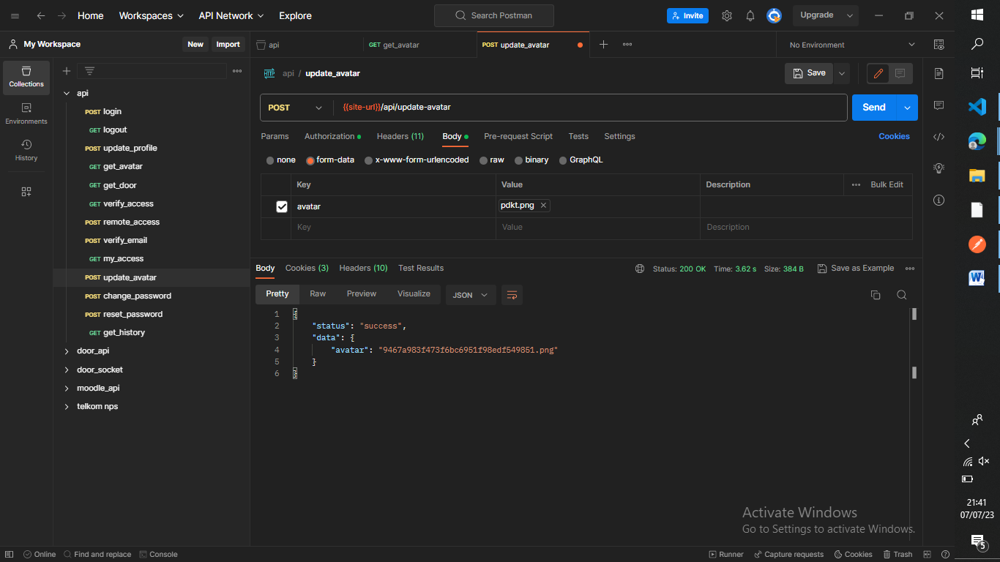 Home Workspaces API Network Explore Search Postman Invite Upgrade
My Workspace New Import api GET get_avatar POST update_avatar No Environment
Collections
Environments
History
api
POST login
GET logout
POST update_profile
GET get_avatar
GET get_door
GET verify_access
POST remote_access
POST verify_email
GET my_access
POST update_avatar
POST change_password
POST reset_password
GET get_history
door_api
door_socket
moodle_api
telkom nps
HTTP api / update_avatar Save
POST {{site-url}}/api/update-avatar Send
Params Authorization Headers (11) Body Pre-request Script Tests Settings Cookies
none form-data x-www-form-urlencoded raw binary GraphQL
Key Value Description Bulk Edit
avatar pdkt.png
Key Value Description
Body Cookies (3) Headers (10) Test Results Status: 200 OK Time: 3.62 s Size: 384 B Save as Example
Pretty Raw Preview Visualize JSON
1 {
2 "status": "success",
3 "data": {
4 "avatar": "9467a983f473f6bc6951f98edf549851.png"
5 }
6 }
Activate Windows
Go to Settings to activate Windows.
Online Find and replace Console Runner Capture requests Cookies Trash
21:41
07/07/23
5